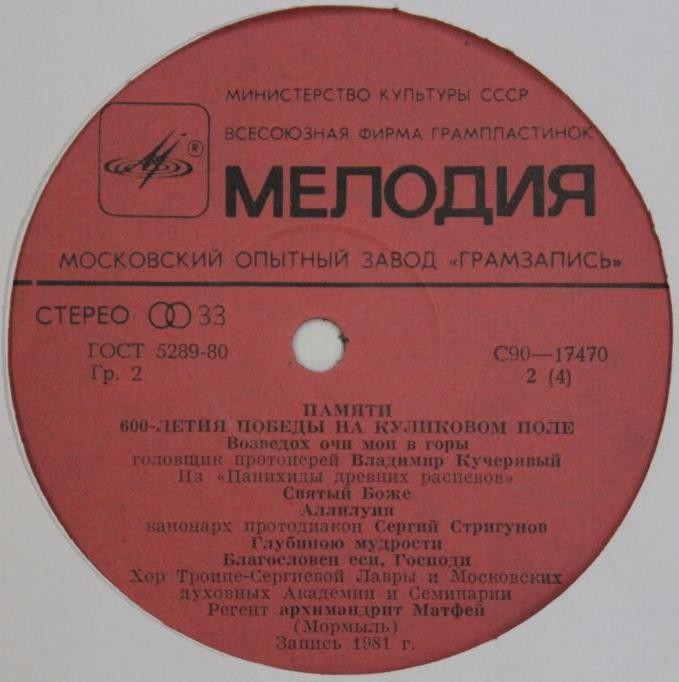 МИНИСТЕРСТВО КУЛЬТУРЫ СССР
ВСЕСОЮЗНАЯ ФИРМА ГРАМПЛАСТИНОК
®
МЕЛОДИЯ
МОСКОВСКИЙ ОПЫТНЫЙ ЗАВОД «ГРАМЗАПИСЬ»
СТЕРЕО 33
ГОСТ 5289-80 С90—17470
Гр. 2 2 (4)
ПАМЯТИ
600-ЛЕТИЯ ПОБЕДЫ НА КУЛИКОВОМ ПОЛЕ
Возведох очи мои в горы
головщик протоиерей Владимир Кучерявый
Из «Панихиды древних распевов»
Святый Боже
Аллилуия
канонарх протодиакон Сергий Стригунов
Глубиною мудрости
Благословен еси, Господи
Хор Троице-Сергиевой Лавры и Московских
духовных Академии и Семинарии
Регент архимандрит Матфей
(Мормыль)
Запись 1981 г.